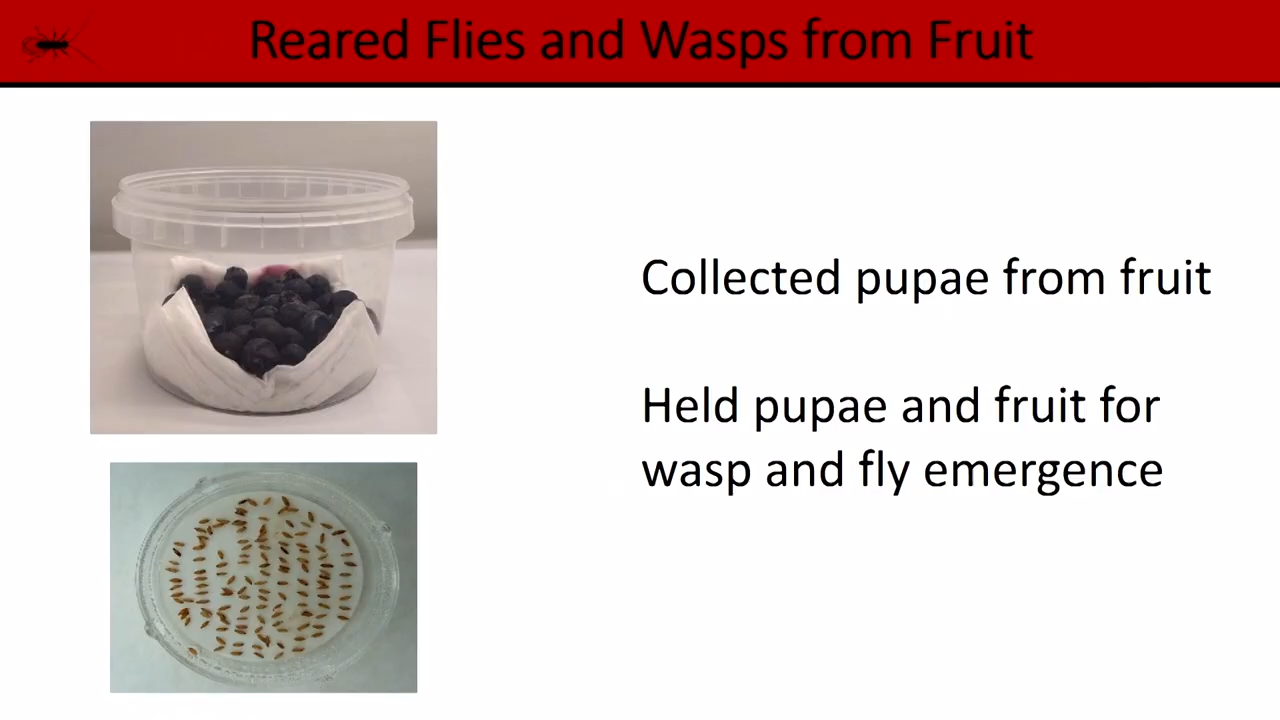 Reared Flies and Wasps from Fruit
Collected pupae from fruit
Held pupae and fruit for
wasp and fly emergence